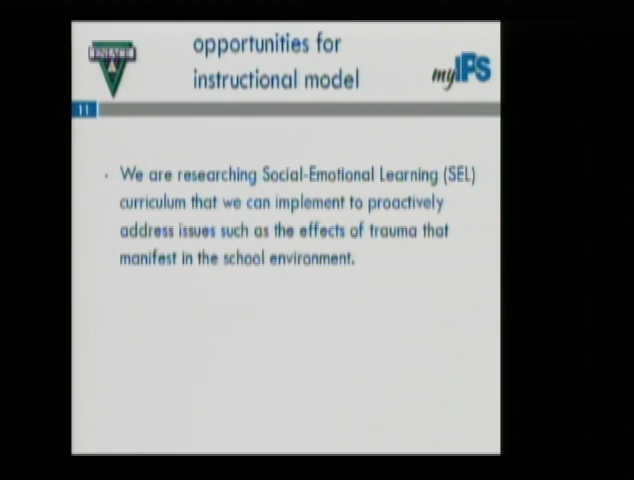 opportunities for
instructional model
ENLACE
myIPS
11
• We are researching Social-Emotional Learning (SEL)
curriculum that we can implement to proactively
address issues such as the effects of trauma that
manifest in the school environment.